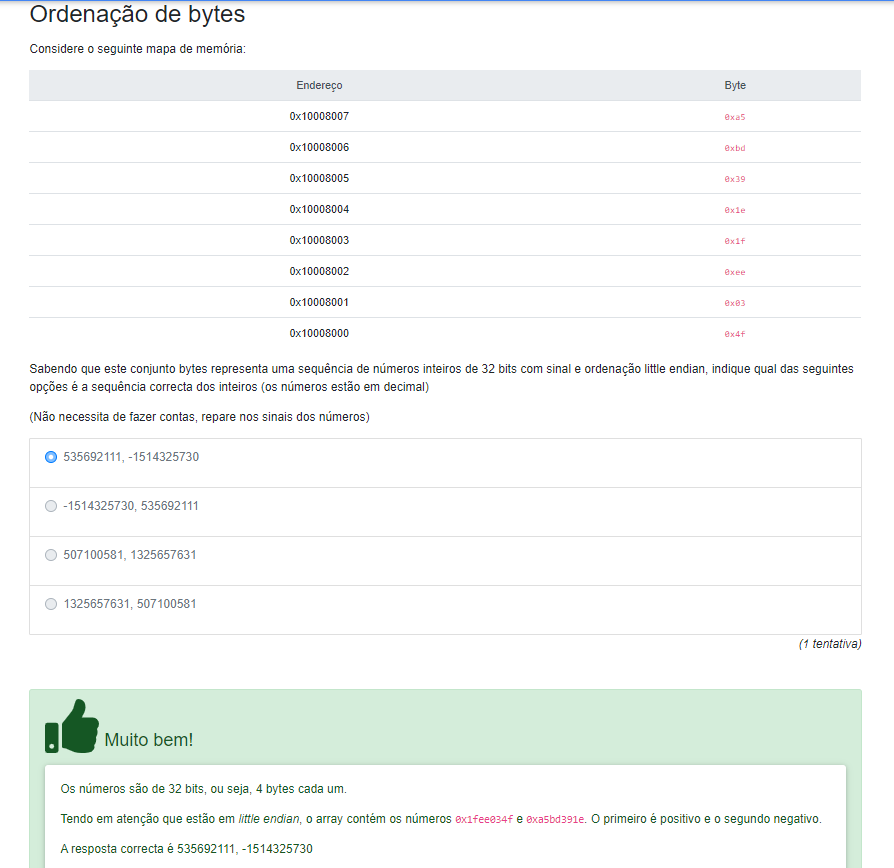 Ordenação de bytes
Considere o seguinte mapa de memória:
Endereço Byte
0x10008007 0xa5
0x10008006 0xbd
0x10008005 0x39
0x10008004 0x1e
0x10008003 0x1f
0x10008002 0xee
0x10008001 0x03
0x10008000 0x4f
Sabendo que este conjunto bytes representa uma sequência de números inteiros de 32 bits com sinal e ordenação little endian, indique qual das seguintes
opções é a sequência correcta dos inteiros (os números estão em decimal)
(Não necessita de fazer contas, repare nos sinais dos números)
535692111, -1514325730
-1514325730, 535692111
507100581, 1325657631
1325657631, 507100581
(1 tentativa)
Muito bem!
Os números são de 32 bits, ou seja, 4 bytes cada um.
Tendo em atenção que estão em little endian, o array contém os números 0x1fee034f e 0xa5bd391e. O primeiro é positivo e o segundo negativo.
A resposta correcta é 535692111, -1514325730